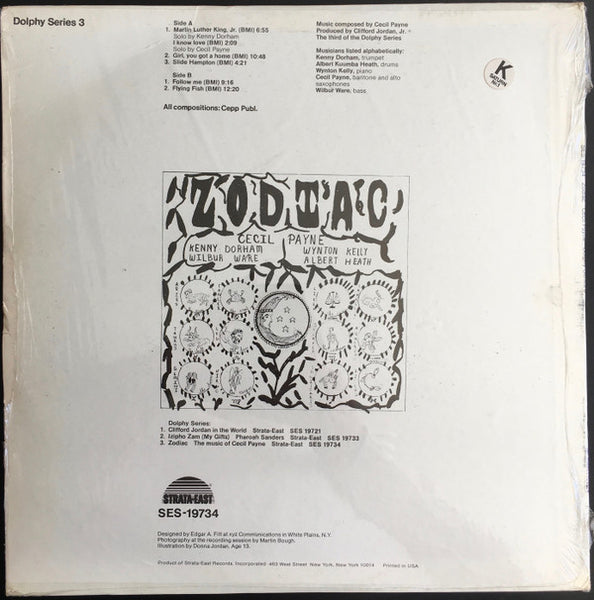 Dolphy Series 3
Side A
1. Martin Luther King, Jr. (BMI) 6:55
Solo by Kenny Dorham
I know love (BMI) 2:09
Solo by Cecil Payne
2. Girl, you got a home (BMI) 10:48
3. Slide Hampton (BMI) 4:21
Side B
1. Follow me (BMI) 9:16
2. Flying Fish (BMI) 12:20
All compositions: Cepp Publ.
Music composed by Cecil Payne
Produced by Clifford Jordan, Jr.
The third of the Dolphy Series
Musicians listed alphabetically:
Kenny Dorham, trumpet
Albert Kuumba Heath, drums
Wynton Kelly, piano
Cecil Payne, baritone and alto
saxophones
Wilbur Ware, bass
K
ZODIAC
CECIL PAYNE
KENNY DORHAM WYNTON KELLY
WILBUR WARE ALBERT HEATH
Dolphy Series:
1. Clifford Jordan in the World Strata-East SES 19721
2. Izipho Zam (My Gifts) Pharoah Sanders Strata-East SES 19733
3. Zodiac The music of Cecil Payne Strata-East SES 19734
STRATA-EAST
SES-19734
Designed by Edgar A. Fitt at xyz Communications in White Plains, N.Y.
Photography at the recording session by Martin Bough.
Illustration by Donna Jordan, Age 13.
Product of Strata-East Records, Incorporated 463 West Street New York, New York 10014 Printed in USA